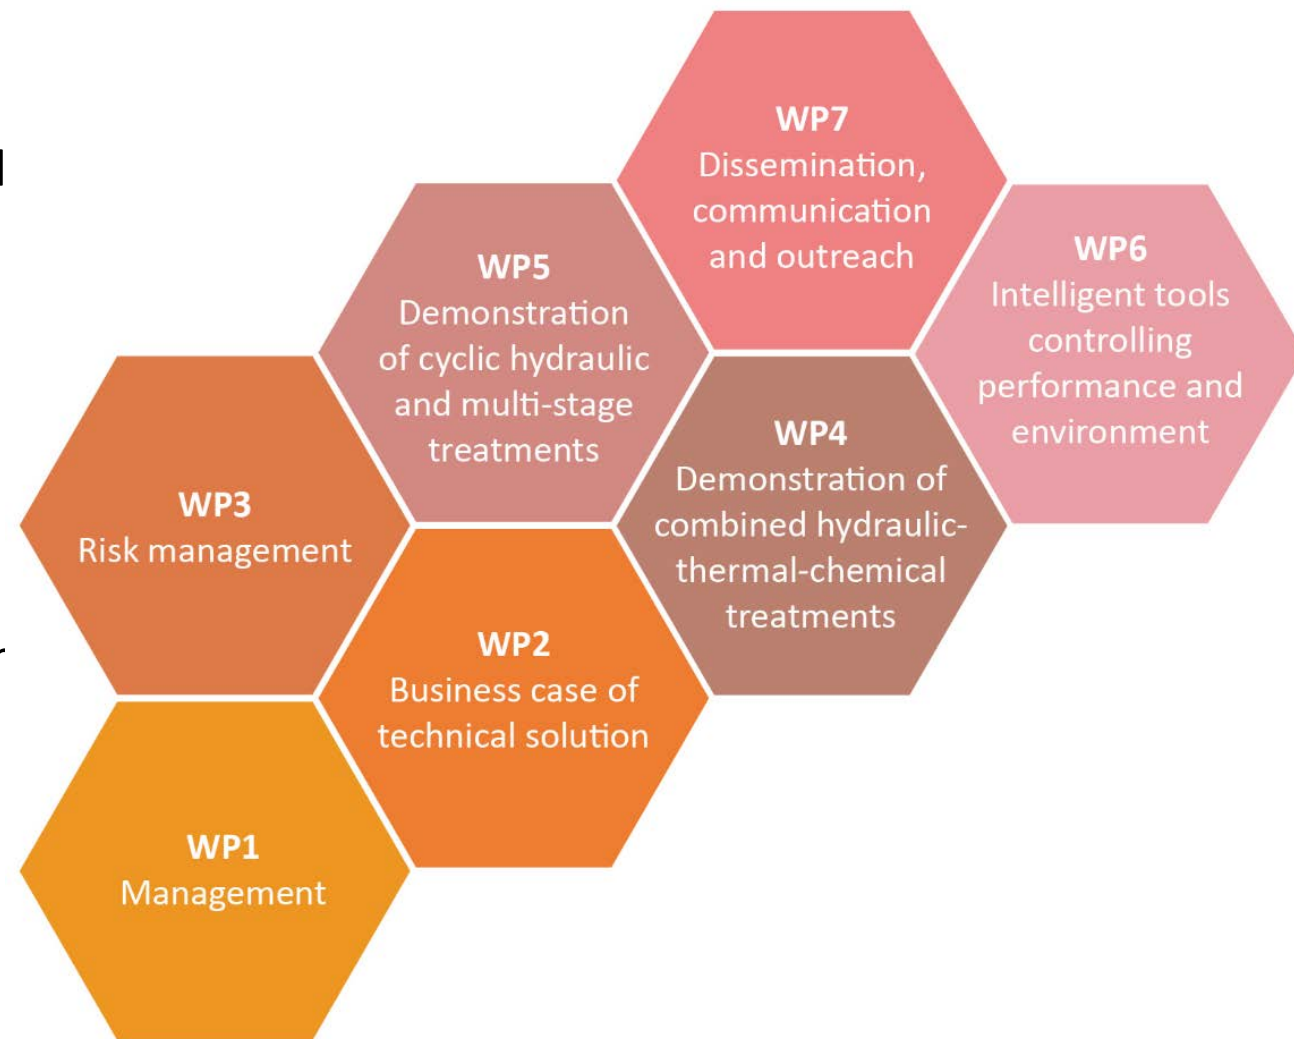 WP7
Dissemination,
communication
and outreach
WP6
Intelligent tools
controlling
performance and
environment
WP5
Demonstration
of cyclic hydraulic
and multi-stage
treatments
WP4
Demonstration of
combined hydraulic-
thermal-chemical
treatments
WP3
Risk management
WP2
Business case of
technical solution
WP1
Management